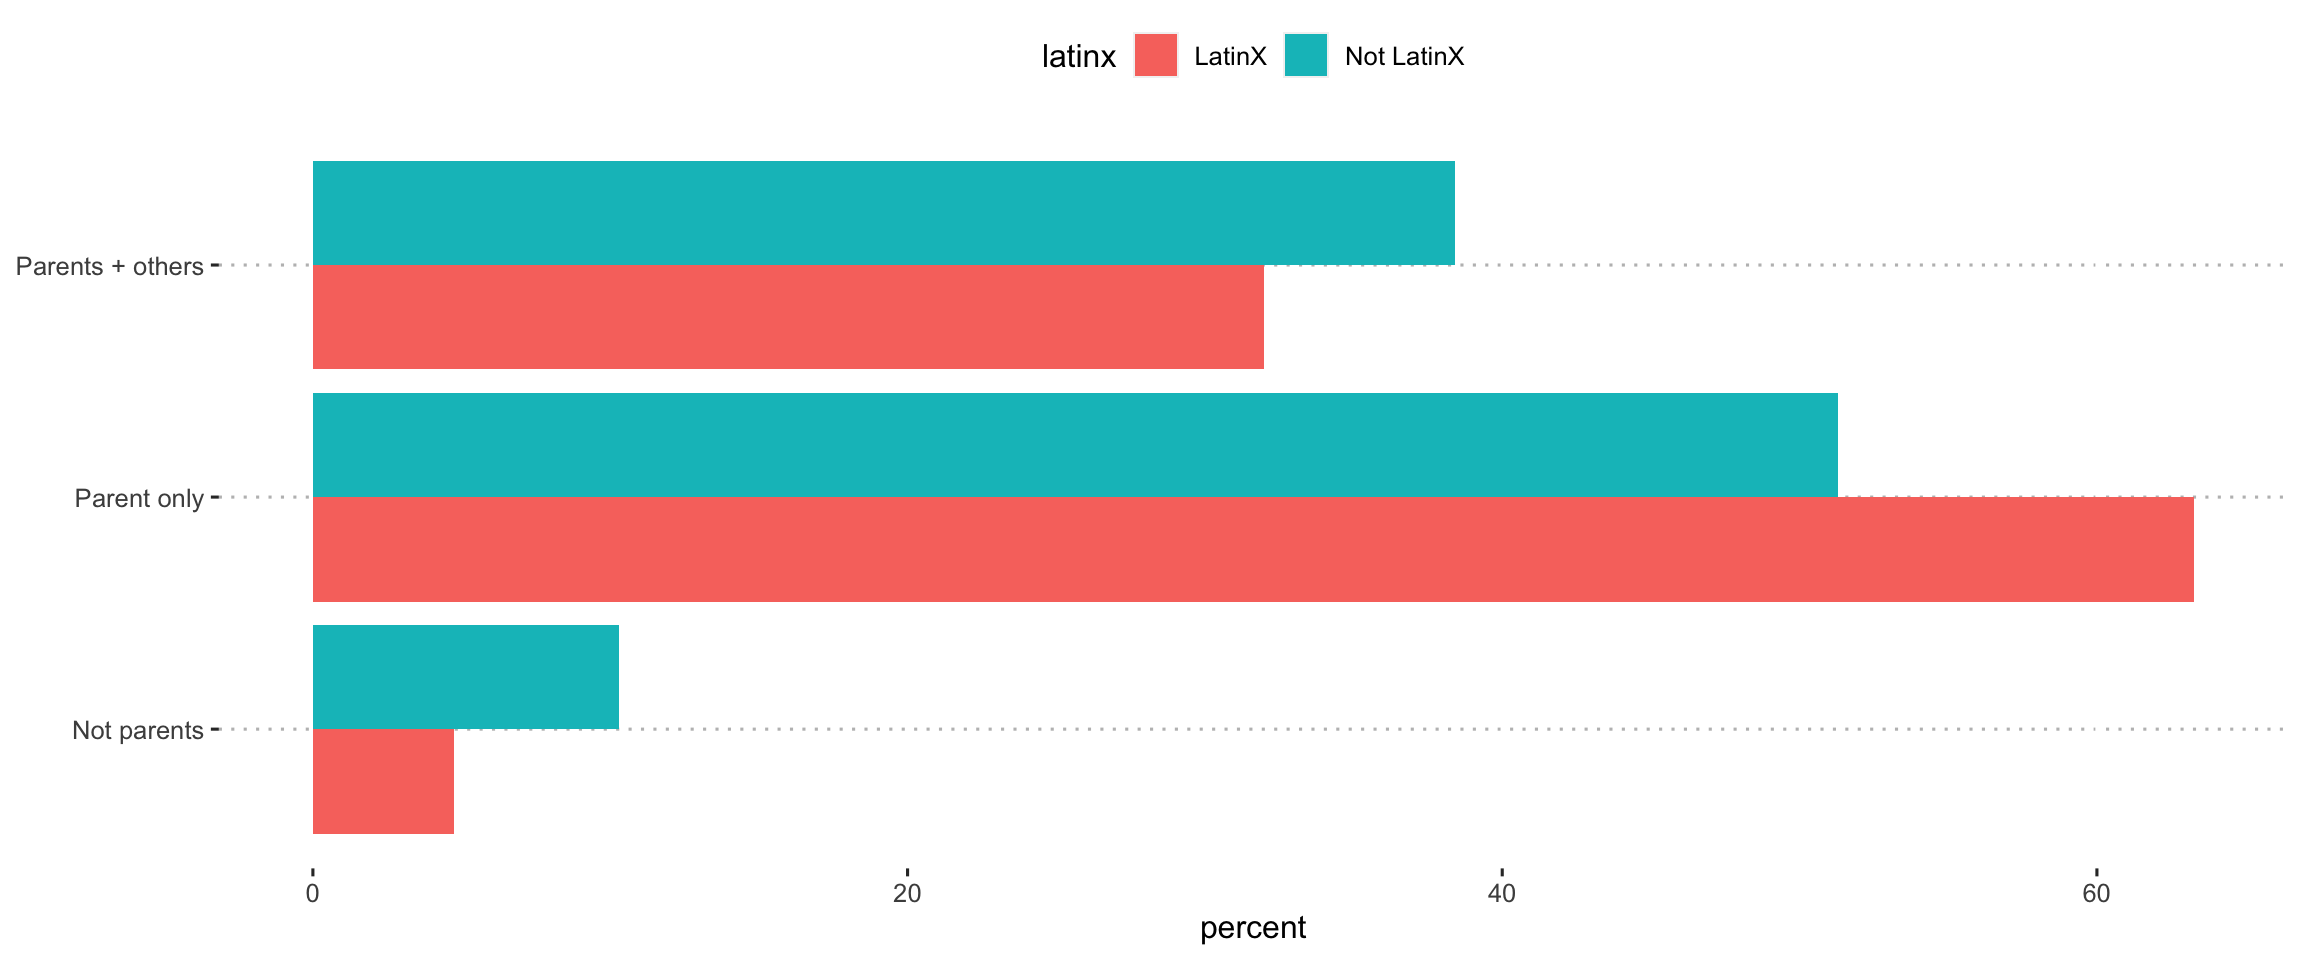 latinx LatinX Not LatinX
Parents + others
Parent only
Not parents
0 20 40 60
percent